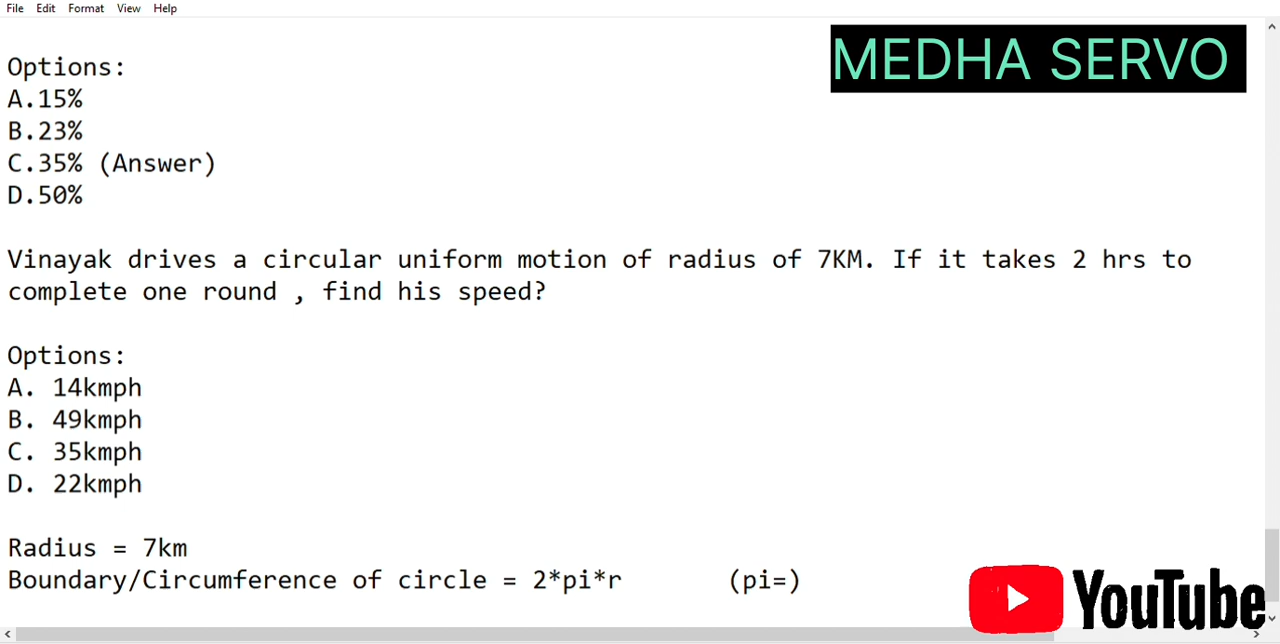 File Edit Format View Help
MEDHA SERVO
Options:
A.15%
B.23%
C.35% (Answer)
D.50%
Vinayak drives a circular uniform motion of radius of 7KM. If it takes 2 hrs to
complete one round , find his speed?
Options:
A. 14kmph
B. 49kmph
C. 35kmph
D. 22kmph
Radius = 7km
Boundary/Circumference of circle = 2*pi*r (pi=)
YouTube